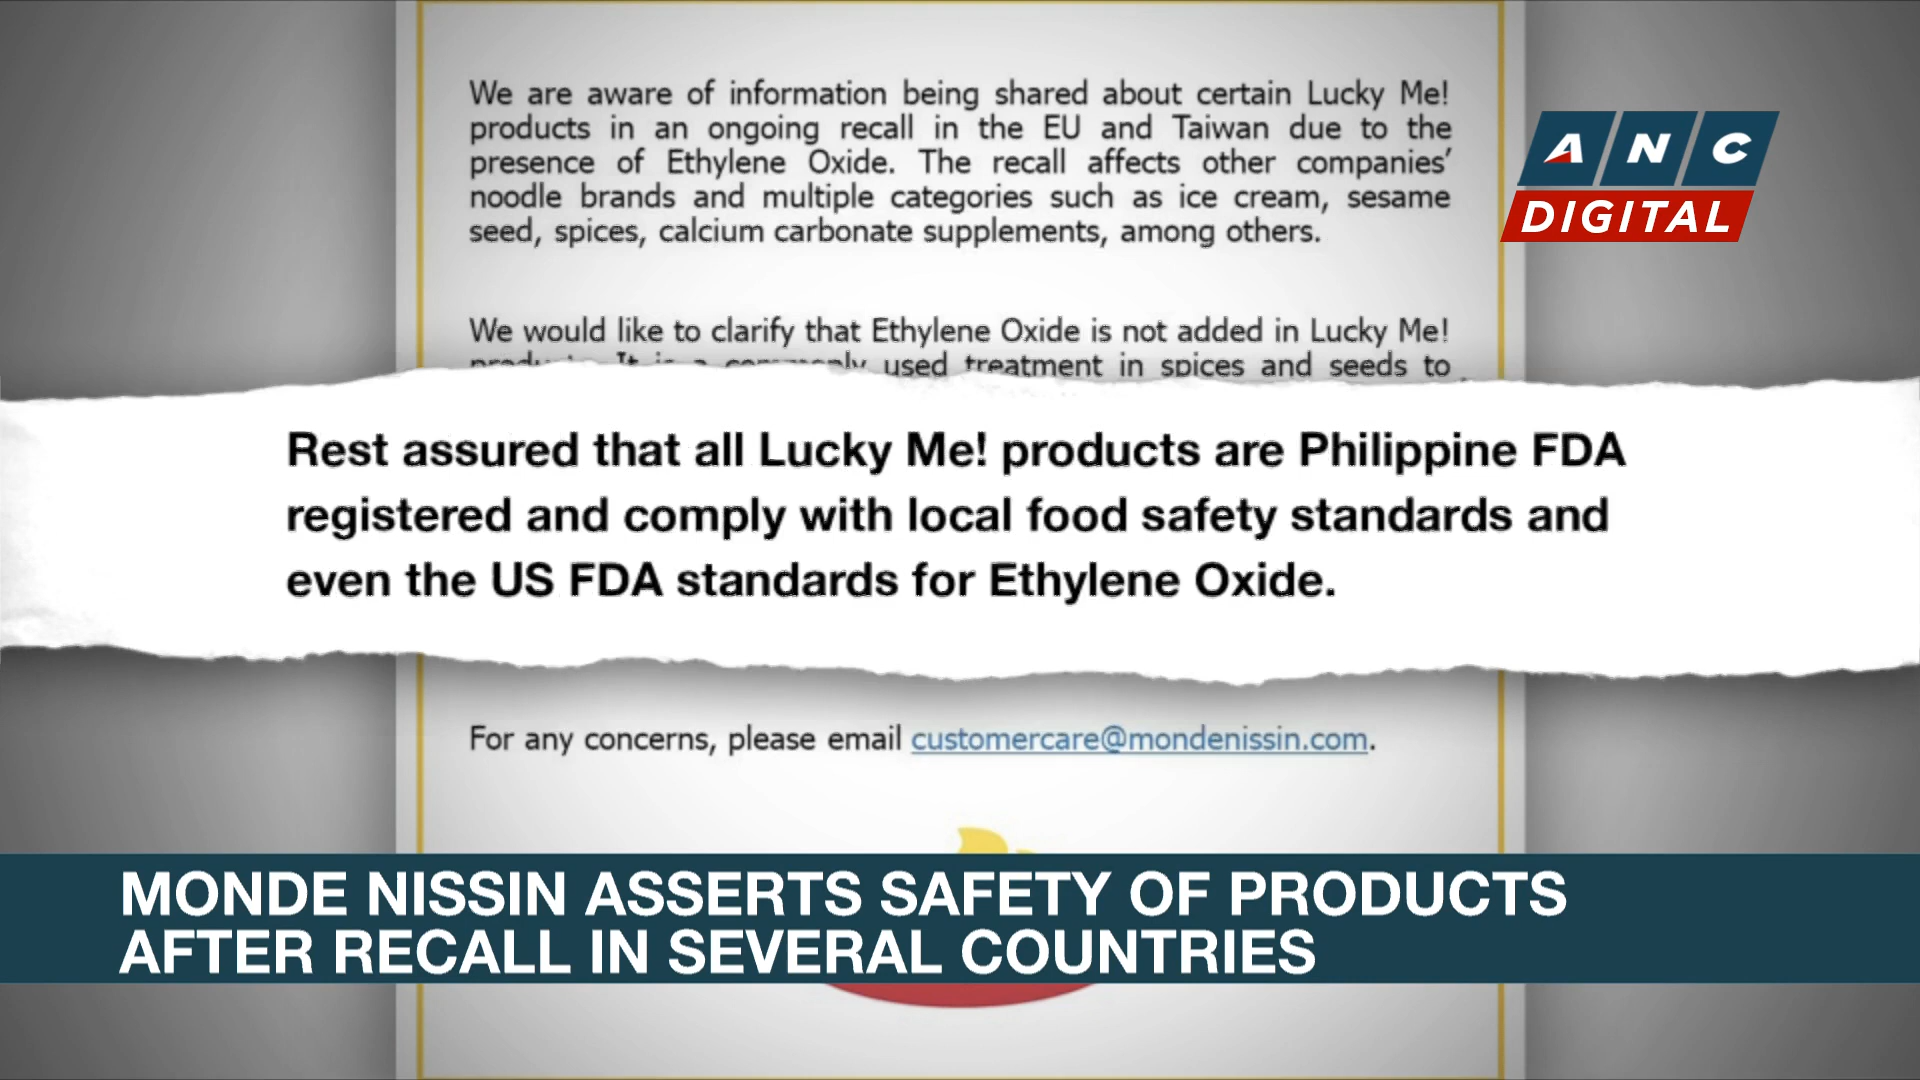 We are aware of information being shared about certain Lucky Me!
products in an ongoing recall in the EU and Taiwan due to the
presence of Ethylene Oxide. The recall affects other companies’
noodle brands and multiple categories such as ice cream, sesame
seed, spices, calcium carbonate supplements, among others.
ANC
DIGITAL
We would like to clarify that Ethylene Oxide is not added in Lucky Me!
used treatment in spices and seeds to
Rest assured that all Lucky Me! products are Philippine FDA
registered and comply with local food safety standards and
even the US FDA standards for Ethylene Oxide.
For any concerns, please email customercare@mondenissin.com.
MONDE NISSIN ASSERTS SAFETY OF PRODUCTS
AFTER RECALL IN SEVERAL COUNTRIES